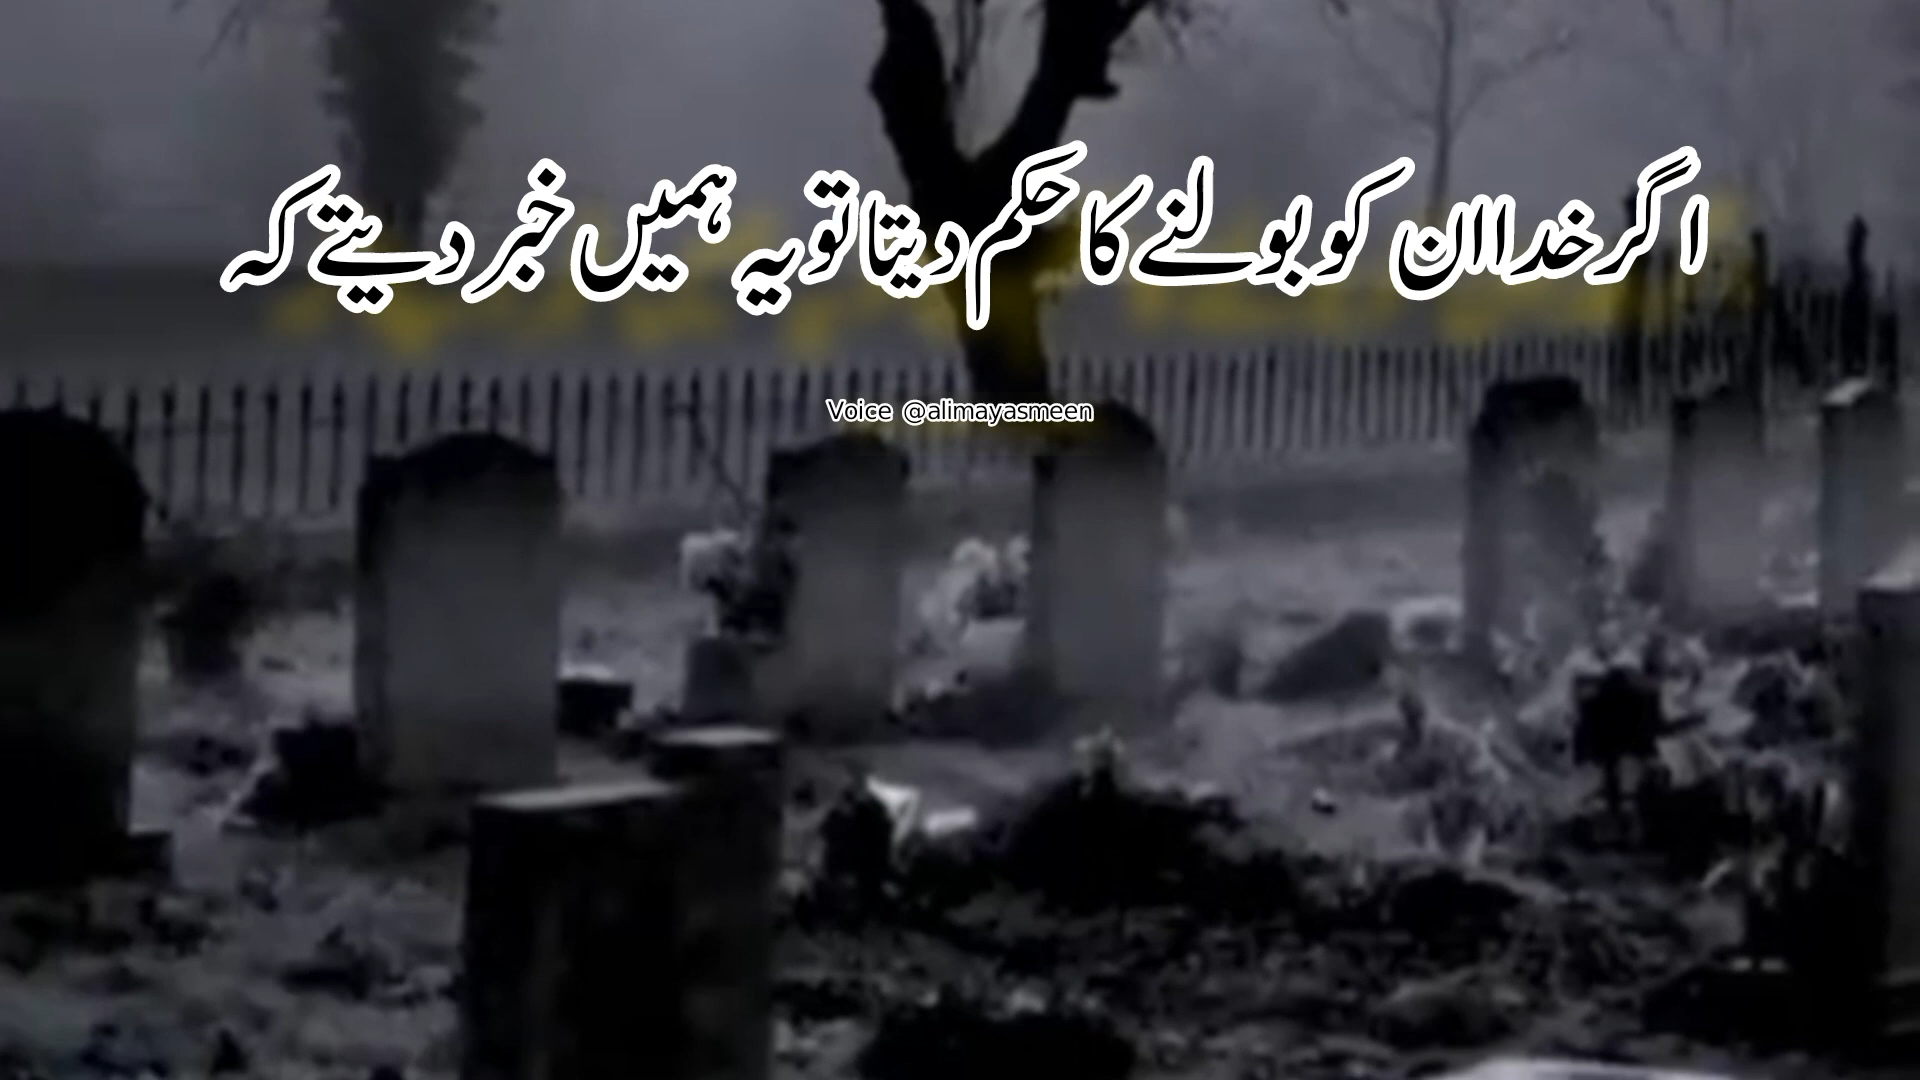 اگر خدا ان کو بولنے کا حکم دیتا تو یہ ہمیں خبر دیتے کہ
Voice @alimayasmeen